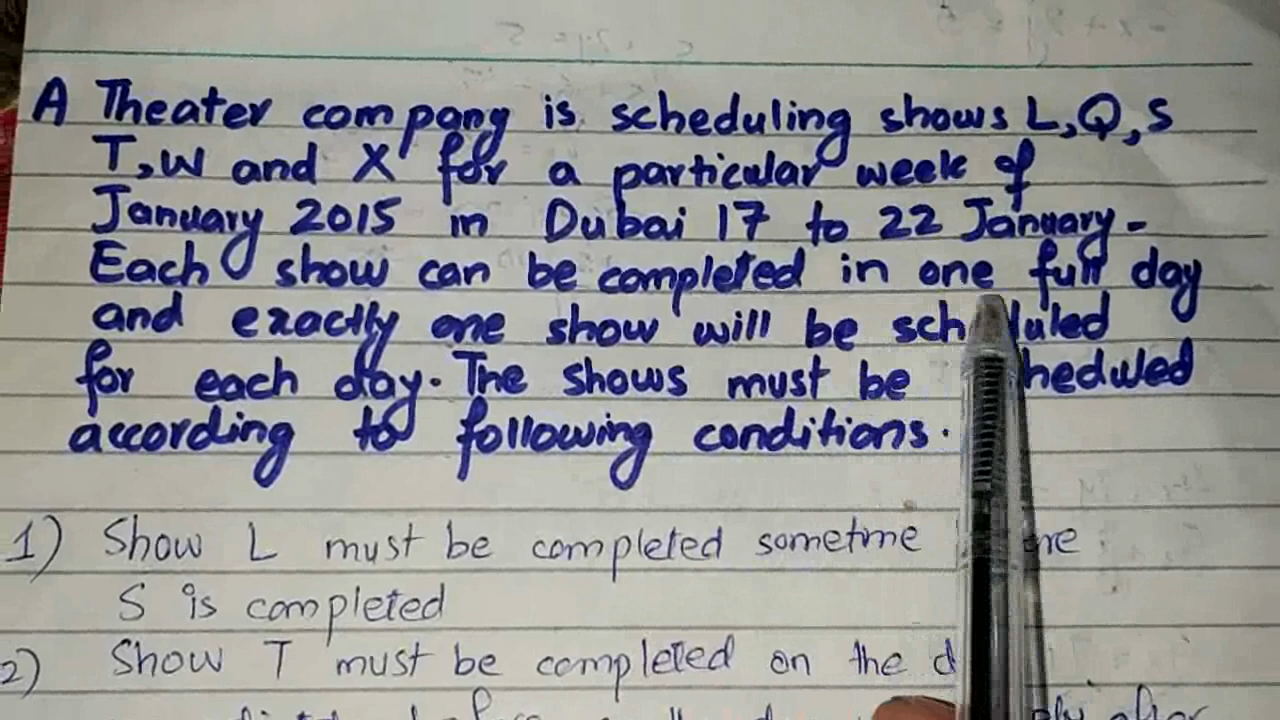 A Theater company is scheduling shows L,Q,S
T,W and X for a particular week of
January 2015 in Dubai 17 to 22 January.
Each show can be completed in one full day
and exactly one show will be scheduled
for each day. The shows must be scheduled
according to following conditions.
1) Show L must be completed sometime
S is completed
2) Show T must be completed on the